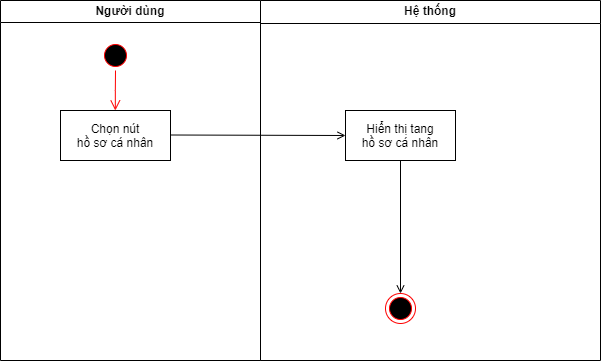 Người dùng
Hệ thống
Chọn nút
hồ sơ cá nhân
Hiển thị tang
hồ sơ cá nhân